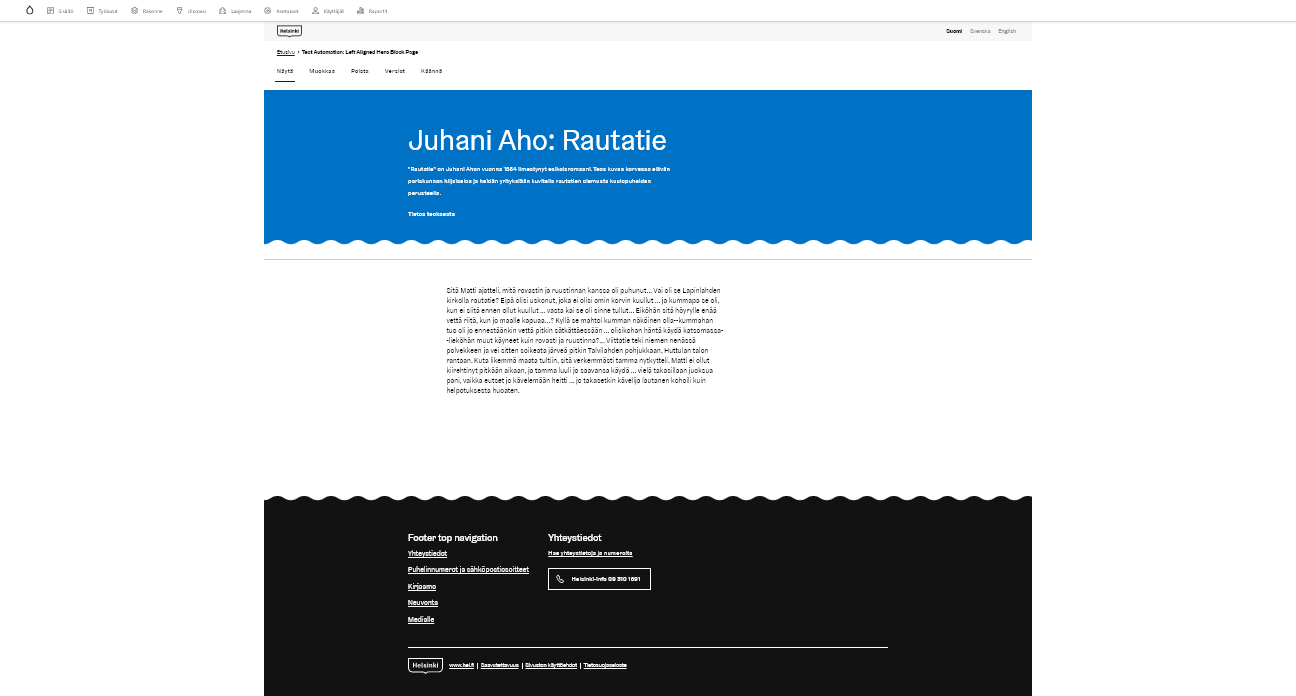 Sisältö Työkalut Rakenne Ulkoasu Laajenna Asetukset Käyttäjät Raportit
Helsinki
Suomi Svenska English
Etusivu › Test Automation: Left Aligned Hero Block Page
Näytä Muokkaa Poista Versiot Käännä
Juhani Aho: Rautatie
"Rautatie" on Juhani Ahon vuonna 1884 ilmestynyt esikoisromaani. Teos kuvaa korvessa elävän
pariskunnan hiljaiseloa ja heidän yrityksiään kuvitella rautatien olemusta kuulopuheiden
perusteella.
Tietoa teoksesta
Sitä Matti ajatteli, mitä rovastin ja ruustinnan kanssa oli puhunut... Vai oli se Lapinlahden
kirkolla rautatie? Eipä olisi uskonut, joka ei olisi omin korvin kuullut ... ja kummapa se oli,
kun ei siitä ennen ollut kuullut ... vasta kai se oli sinne tullut... Eiköhän sitä höyrylle enää
vettä riitä, kun jo maalle kapuaa...? Kyllä se mahtoi kumman näköinen olla--kummahan
tuo oli jo ennestäänkin vettä pitkin sätkättäessään ... olisikohan häntä käydä katsomassa-
-lieköhän muut käyneet kuin rovasti ja ruustinna?... Viittatie teki niemen nenässä
polvekkeen ja vei sitten soikeata järveä pitkin Talvilahden pohjukkaan, Huttulan talon
rantaan. Kuta likemmä maata tultiin, sitä verkemmästi tamma nytkytteli. Matti ei ollut
kiirehtinyt pitkään aikaan, ja tamma luuli jo saavansa käydä ... vielä takasillaan juoksua
pani, vaikka eutset jo kävelemään heitti ... jo takasetkin kävelijä lautanen kohoili kuin
helpotuksesta huoaten.
Footer top navigation
Yhteystiedot
Puhelinnumerot ja sähköpostiosoitteet
Kirjaamo
Neuvonta
Medialle
Yhteystiedot
Hae yhteystietoja ja numeroita
Helsinki-info 09 310 1691
Helsinki www.hel.fi | Saavutettavuus | Sivuston käyttöehdot | Tietosuojaseloste